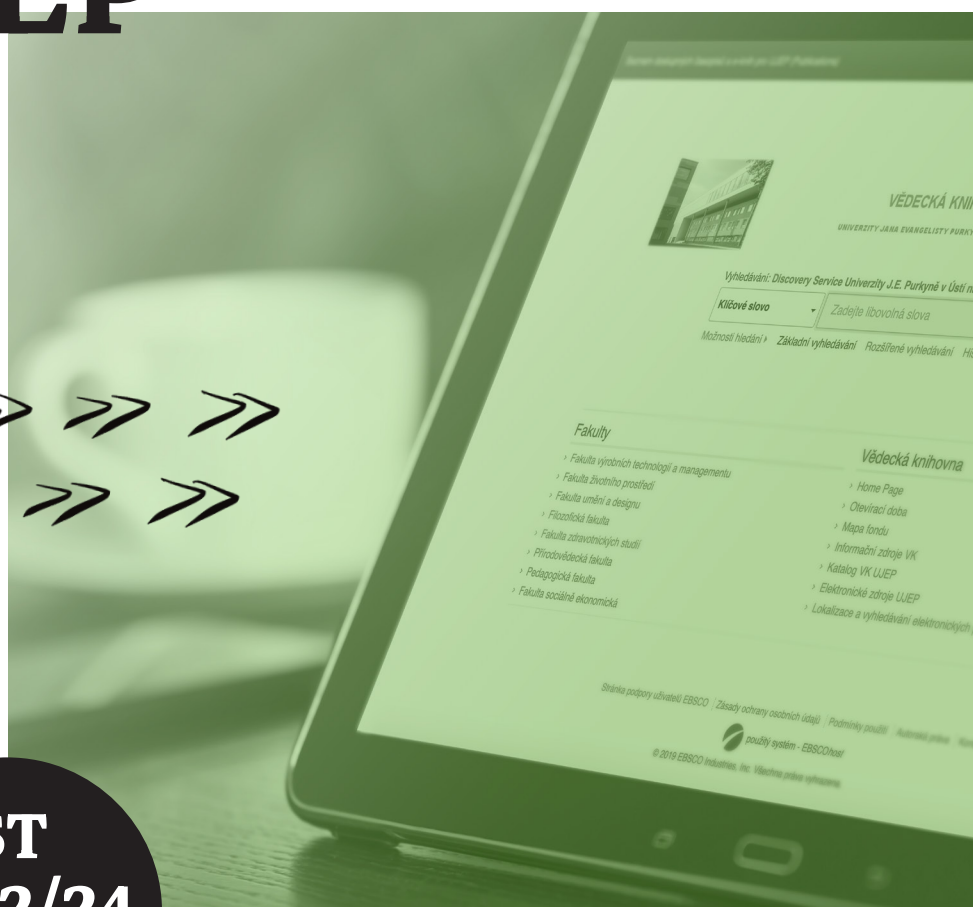 LP
VĚDECKÁ KNI
UNIVERZITY JANA EVANGELISTY PURKY
Vyhledávání: Discovery Service Univerzity J.E. Purkyně v Ústí n
Klíčové slovo
Zadejte libovolná slova
Možnosti hledání Základní vyhledávání Rozšířené vyhledávání Hi
Fakulty
› Fakulta výrobních technologií a managementu
› Fakulta životního prostředí
› Fakulta umění a designu
› Filozofická fakulta
› Fakulta zdravotnických studií
› Přírodovědecká fakulta
› Pedagogická fakulta
› Fakulta sociálně ekonomická
Vědecká knihovna
› Home Page
› Otevírací doba
› Mapa fondu
› Informační zdroje VK
› Katalog VK UJEP
› Elektronické zdroje UJEP
› Lokalizace a vyhledávání elektronických
Stránka podpory uživatelů EBSCO Zásady ochrany osobních údajů Podmínky použití Autorská práva
použitý systém - EBSCOhost
© 2019 EBSCO Industries, Inc. Všechna práva vyhrazena.
ST
2/24